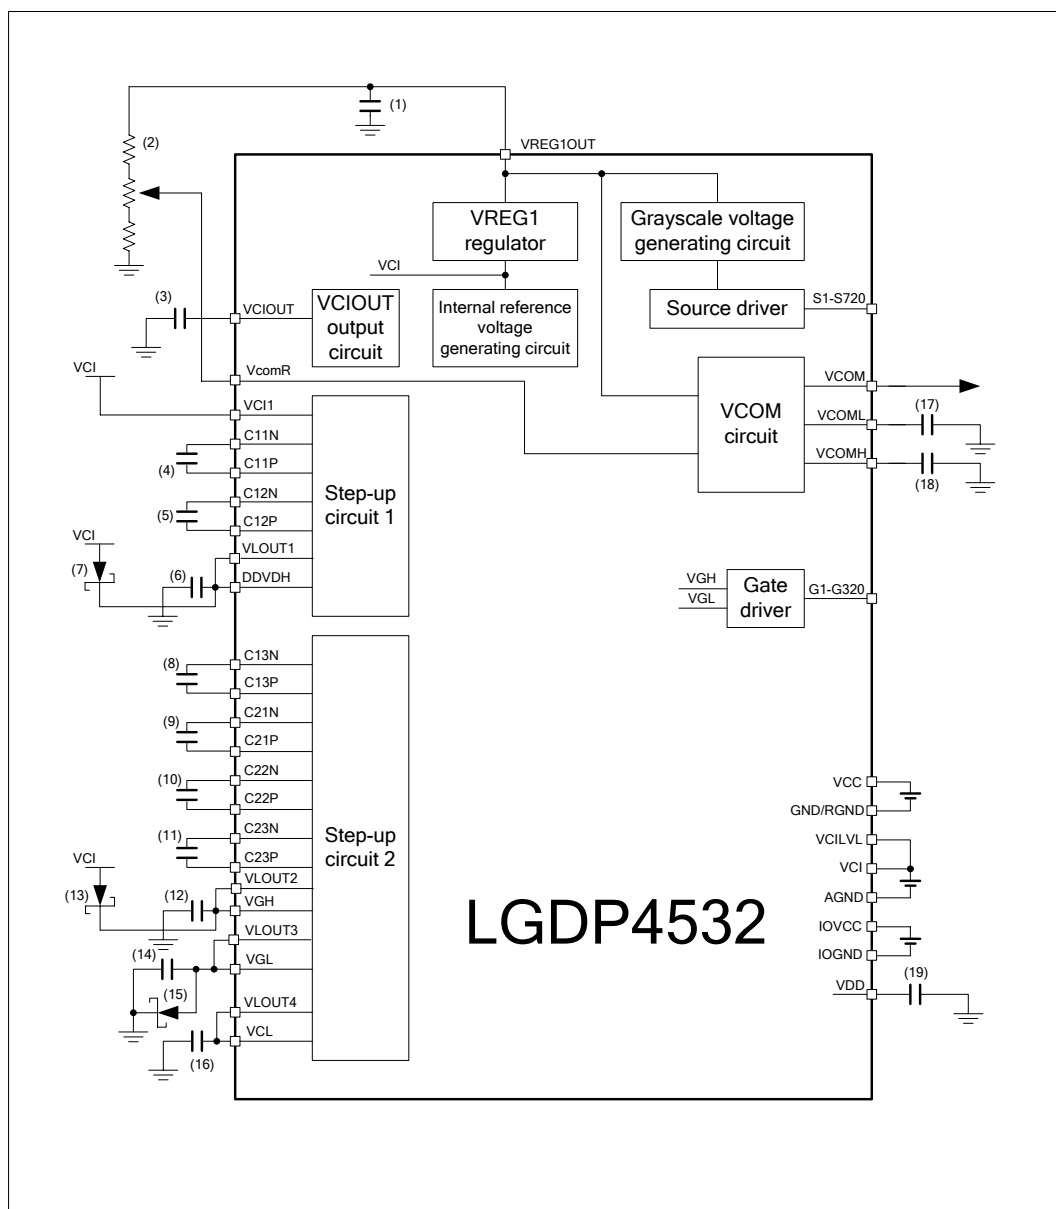 (1)
(2)
VREG1OUT
VREG1
regulator
Grayscale voltage
generating circuit
VCI
(3)
VCIOUT
VCIOUT
output
circuit
Internal reference
voltage
generating circuit
Source driver
S1-S720
VCI
VcomR
VCOM
VCI1
VCOML
(17)
VCOM
circuit
C11N
(4)
C11P
VCOMH
(18)
C12N
(5)
C12P
Step-up
circuit 1
VCI
VLOUT1
(7)
(6)
DDVDH
VGH
VGL
Gate
driver
G1-G320
C13N
(8)
C13P
C21N
(9)
C21P
C22N
(10)
C22P
VCC
GND/RGND
C23N
(11)
C23P
Step-up
circuit 2
VCILVL
VCI
AGND
VCI
VLOUT2
(13)
(12)
VGH
VLOUT3
LGDP4532
IOVCC
IOGND
(14)
VGL
(15)
VLOUT4
VDD
(19)
VCL
(16)